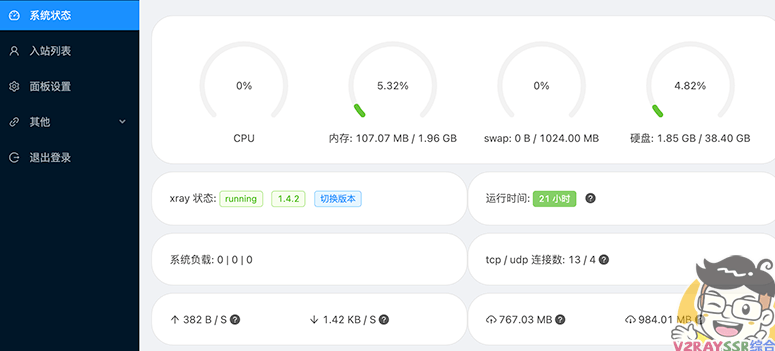 系统状态
入站列表
面板设置
其他
退出登录
0%
5.32%
0%
4.82%
CPU
内存: 107.07 MB / 1.96 GB
swap: 0 B / 1024.00 MB
硬盘: 1.85 GB / 38.40 GB
xray 状态: running 1.4.2 切换版本
运行时间: 21 小时 ?
系统负载: 0 | 0 | 0
tcp / udp 连接数: 13 / 4 ?
↑ 382 B / S ?
↓ 1.42 KB / S ?
767.03 MB ?
984.01 MB ?
V2RAYSSR综合